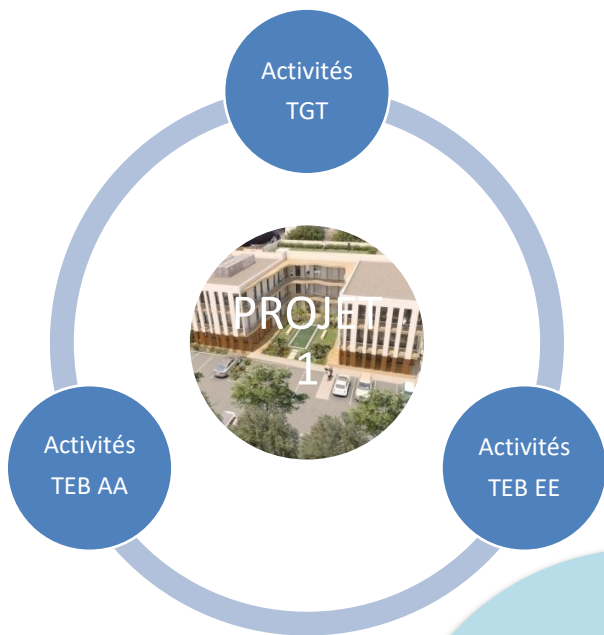 Activités
TGT
PROJET
1
Activités
TEB AA
Activités
TEB EE